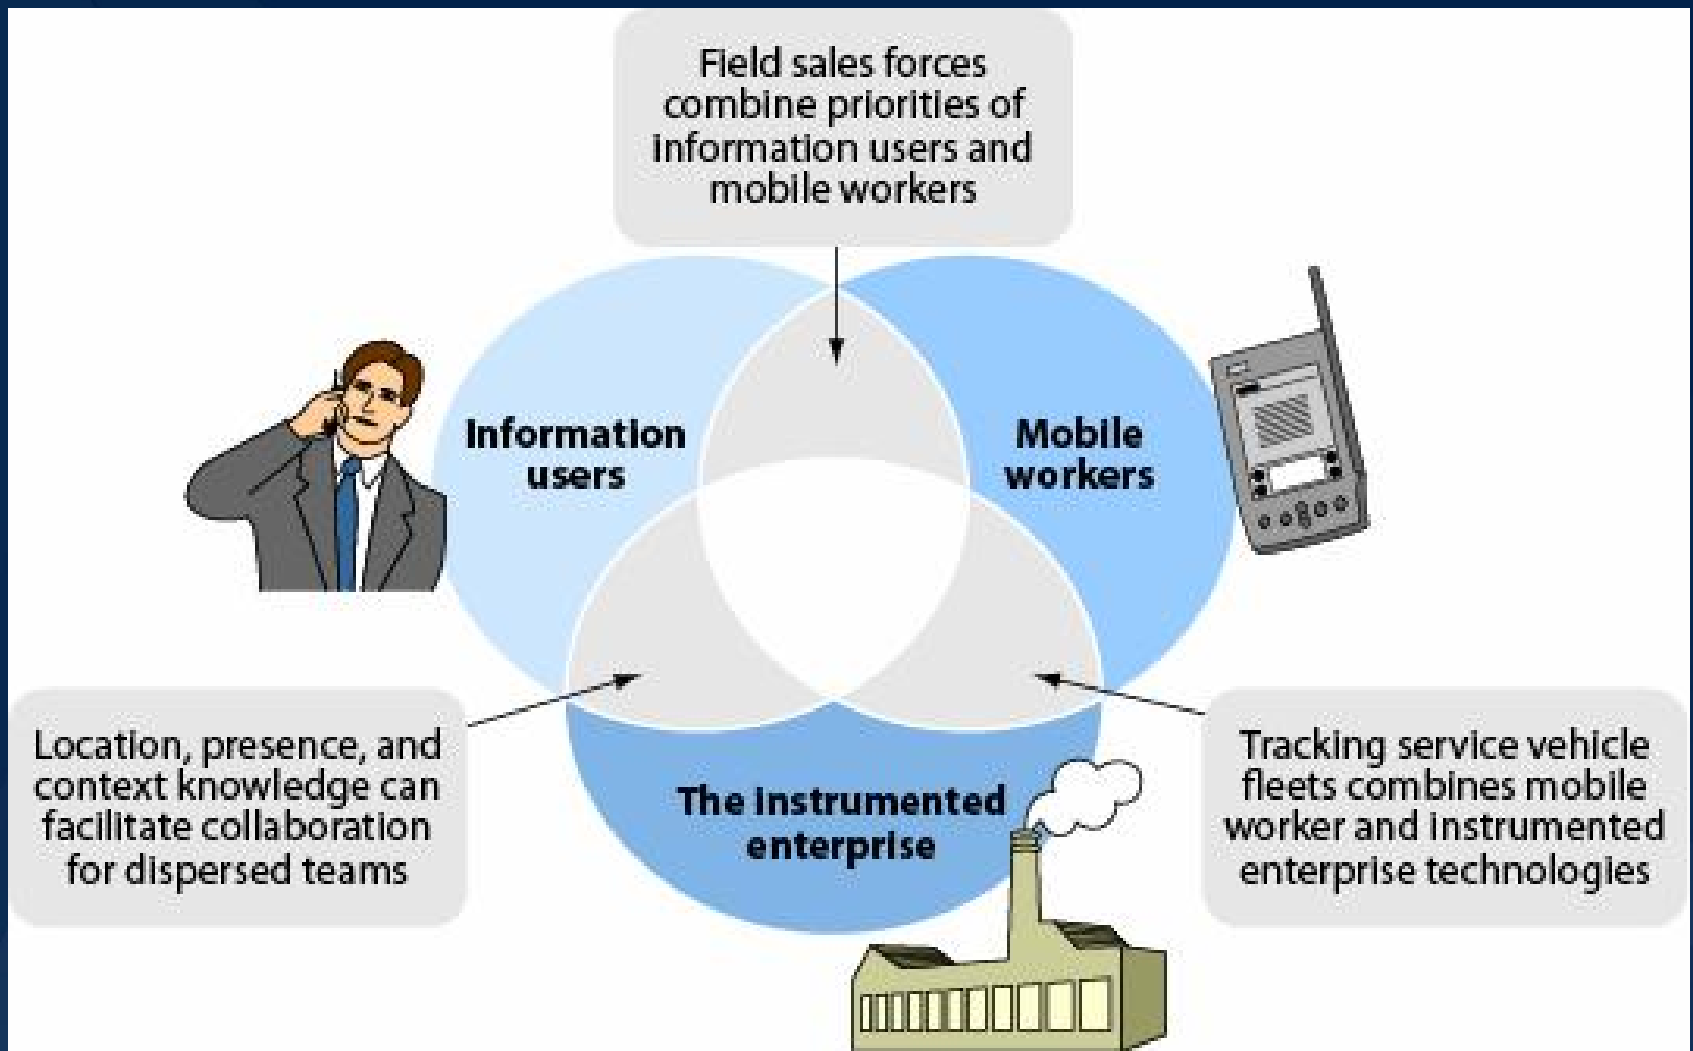 Field sales forces
combine priorities of
information users and
mobile workers
Information
users
Mobile
workers
Location, presence, and
context knowledge can
facilitate collaboration
for dispersed teams
The instrumented
enterprise
Tracking service vehicle
fleets combines mobile
worker and instrumented
enterprise technologies